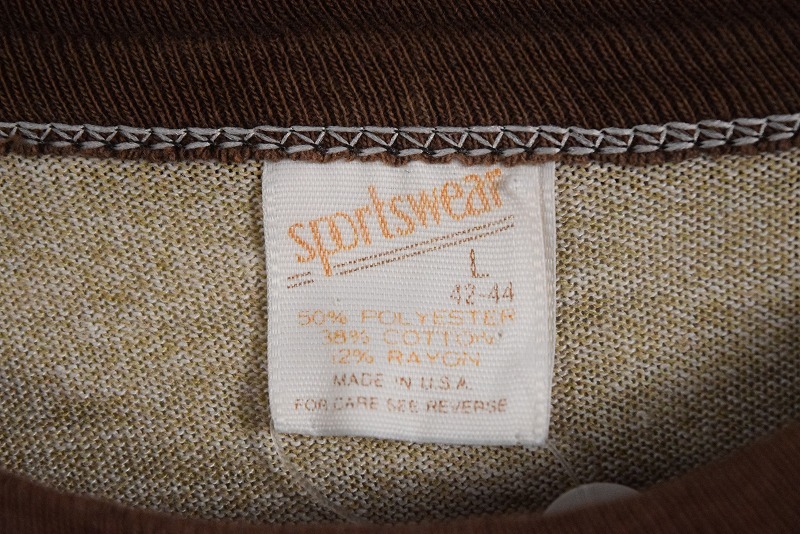 sportswear
L
42-44
50% POLYESTER
38% COTTON
12% RAYON
MADE IN U.S.A.
FOR CARE SEE REVERSE